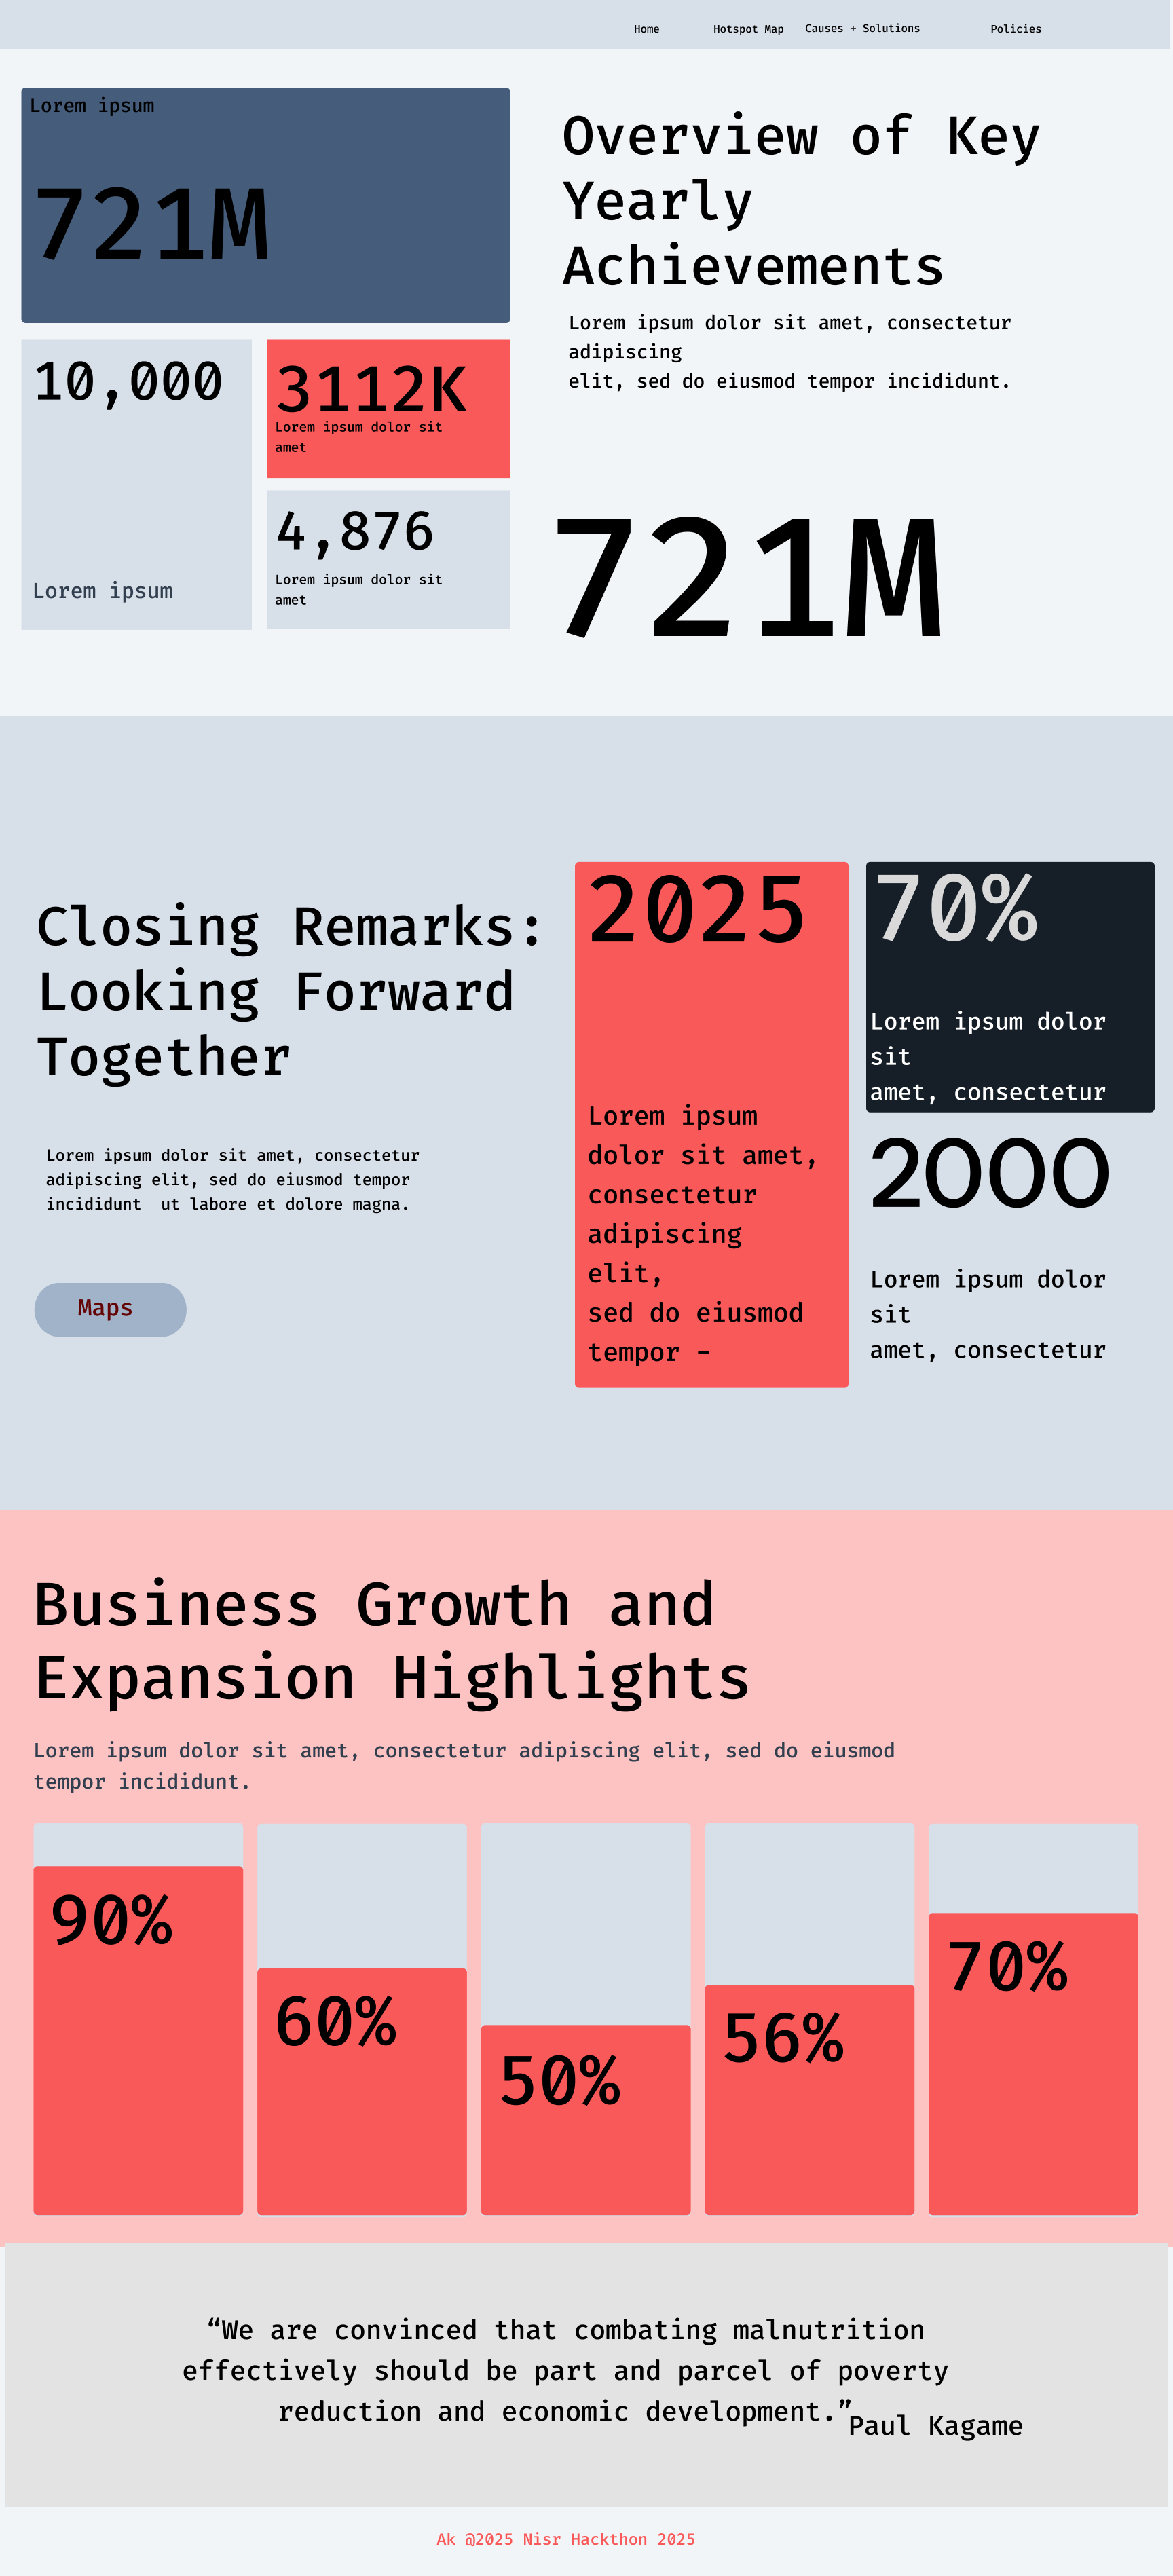 Home Hotspot Map Causes + Solutions Policies
Lorem ipsum
721M
10,000
Lorem ipsum
3112K
Lorem ipsum dolor sit
amet
4,876
Lorem ipsum dolor sit
amet
Overview of Key
Yearly
Achievements
Lorem ipsum dolor sit amet, consectetur
adipiscing
elit, sed do eiusmod tempor incididunt.
721M
Closing Remarks:
Looking Forward
Together
Lorem ipsum dolor sit amet, consectetur
adipiscing elit, sed do eiusmod tempor
incididunt  ut labore et dolore magna.
Maps
2025
Lorem ipsum
dolor sit amet,
consectetur
adipiscing
elit,
sed do eiusmod
tempor -
70%
Lorem ipsum dolor
sit
amet, consectetur
2000
Lorem ipsum dolor
sit
amet, consectetur
Business Growth and
Expansion Highlights
Lorem ipsum dolor sit amet, consectetur adipiscing elit, sed do eiusmod
tempor incididunt.
90%
60%
50%
56%
70%
“We are convinced that combating malnutrition
effectively should be part and parcel of poverty
reduction and economic development.”
Paul Kagame
Ak @2025 Nisr Hackthon 2025